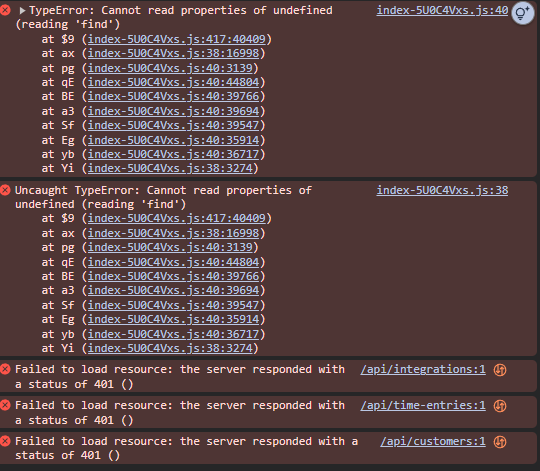 TypeError: Cannot read properties of undefined index-5U0C4Vxs.js:40
(reading 'find')
at $9 (index-5U0C4Vxs.js:417:40409)
at ax (index-5U0C4Vxs.js:38:16998)
at pg (index-5U0C4Vxs.js:40:3139)
at qE (index-5U0C4Vxs.js:40:44804)
at BE (index-5U0C4Vxs.js:40:39766)
at a3 (index-5U0C4Vxs.js:40:39694)
at Sf (index-5U0C4Vxs.js:40:39547)
at Eg (index-5U0C4Vxs.js:40:35914)
at yb (index-5U0C4Vxs.js:40:36717)
at Yi (index-5U0C4Vxs.js:38:3274)
Uncaught TypeError: Cannot read properties of index-5U0C4Vxs.js:38
undefined (reading 'find')
at $9 (index-5U0C4Vxs.js:417:40409)
at ax (index-5U0C4Vxs.js:38:16998)
at pg (index-5U0C4Vxs.js:40:3139)
at qE (index-5U0C4Vxs.js:40:44804)
at BE (index-5U0C4Vxs.js:40:39766)
at a3 (index-5U0C4Vxs.js:40:39694)
at Sf (index-5U0C4Vxs.js:40:39547)
at Eg (index-5U0C4Vxs.js:40:35914)
at yb (index-5U0C4Vxs.js:40:36717)
at Yi (index-5U0C4Vxs.js:38:3274)
Failed to load resource: the server responded with /api/integrations:1
a status of 401 ()
Failed to load resource: the server responded with /api/time-entries:1
a status of 401 ()
Failed to load resource: the server responded with a /api/customers:1
status of 401 ()